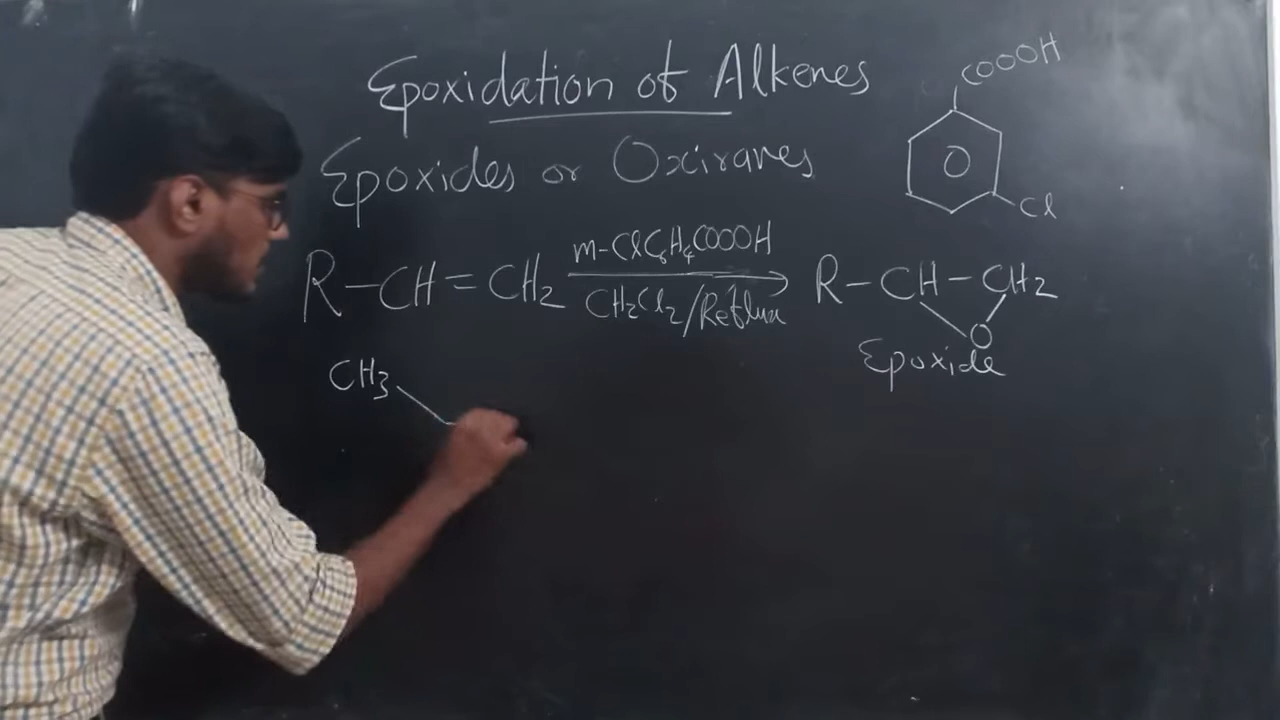 Epoxidation of Alkenes
COOOH
Cl
Epoxides or Oxiranes
R-CH=CH2
m-ClC6H4COOOH
CH2Cl2/Reflux
R-CH-CH2
O
Epoxide
CH3